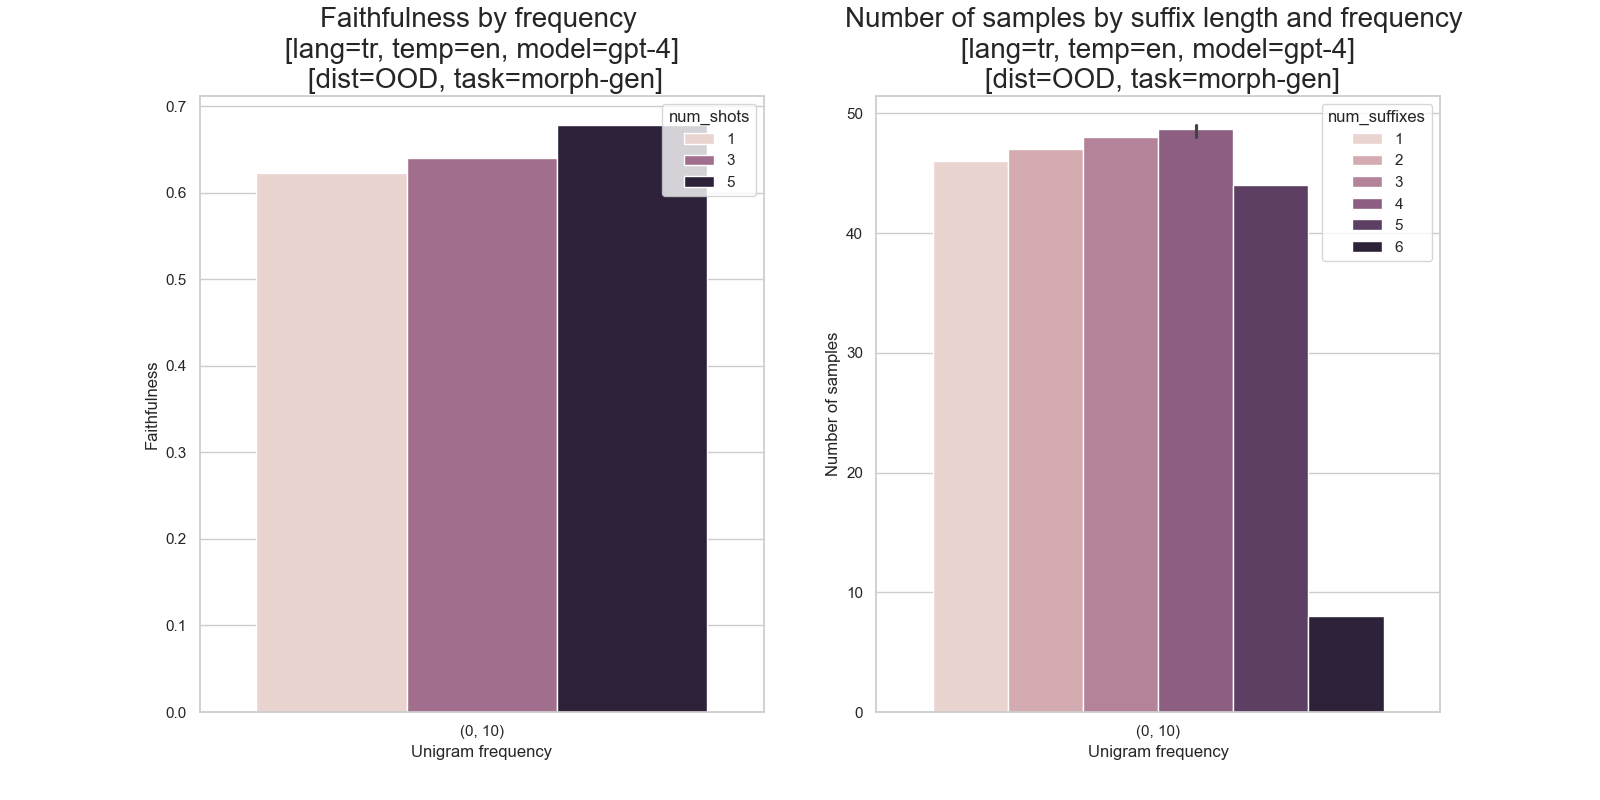 Faithfulness by frequency
[lang=tr, temp=en, model=gpt-4]
[dist=OOD, task=morph-gen]
0.7
0.6
0.5
0.4
0.3
0.2
0.1
0.0
Faithfulness
(0, 10)
Unigram frequency
num_shots
1
3
5
Number of samples by suffix length and frequency
[lang=tr, temp=en, model=gpt-4]
[dist=OOD, task=morph-gen]
50
40
30
20
10
0
Number of samples
(0, 10)
Unigram frequency
num_suffixes
1
2
3
4
5
6